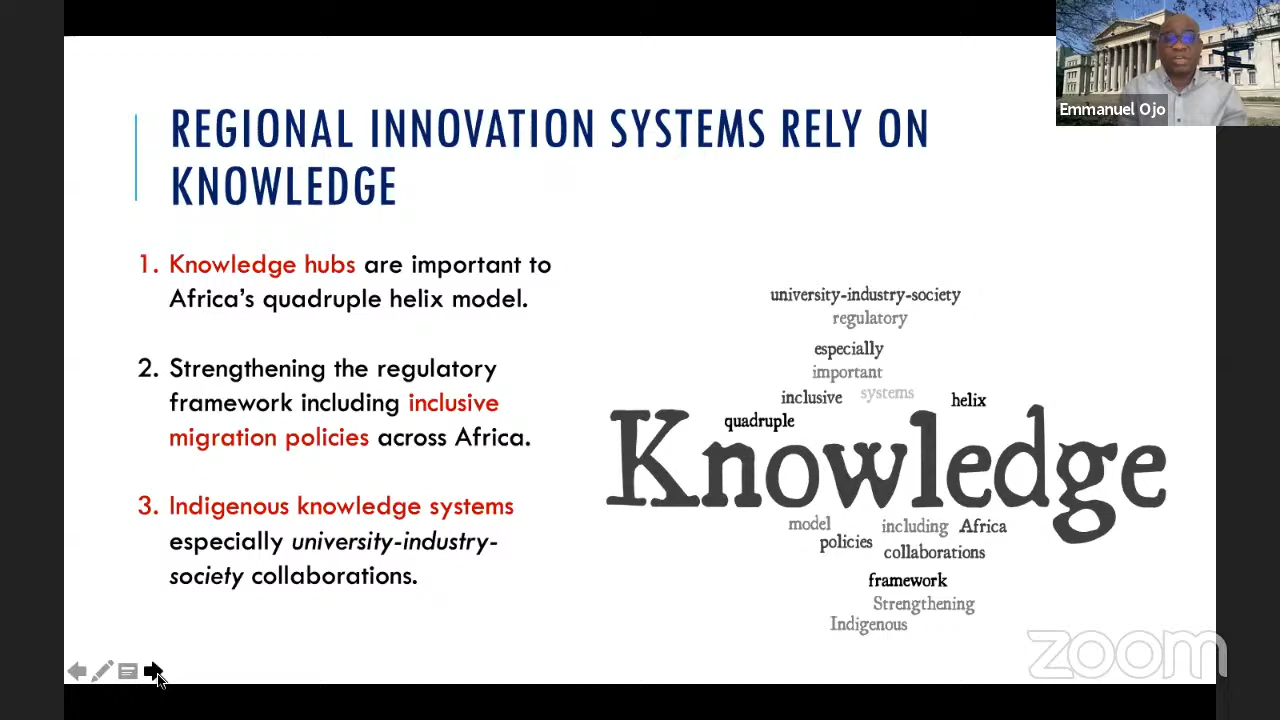 Emmanuel Ojo
REGIONAL INNOVATION SYSTEMS RELY ON
KNOWLEDGE
1. Knowledge hubs are important to
Africa's quadruple helix model.
2. Strengthening the regulatory
framework including inclusive
migration policies across Africa.
3. Indigenous knowledge systems
especially university-industry-
society collaborations.
university-industry-society
regulatory
especially
important
inclusive systems
helix
quadruple
Knowledge
model including Africa
policies
collaborations
framework
Strengthening
Indigenous
zoom